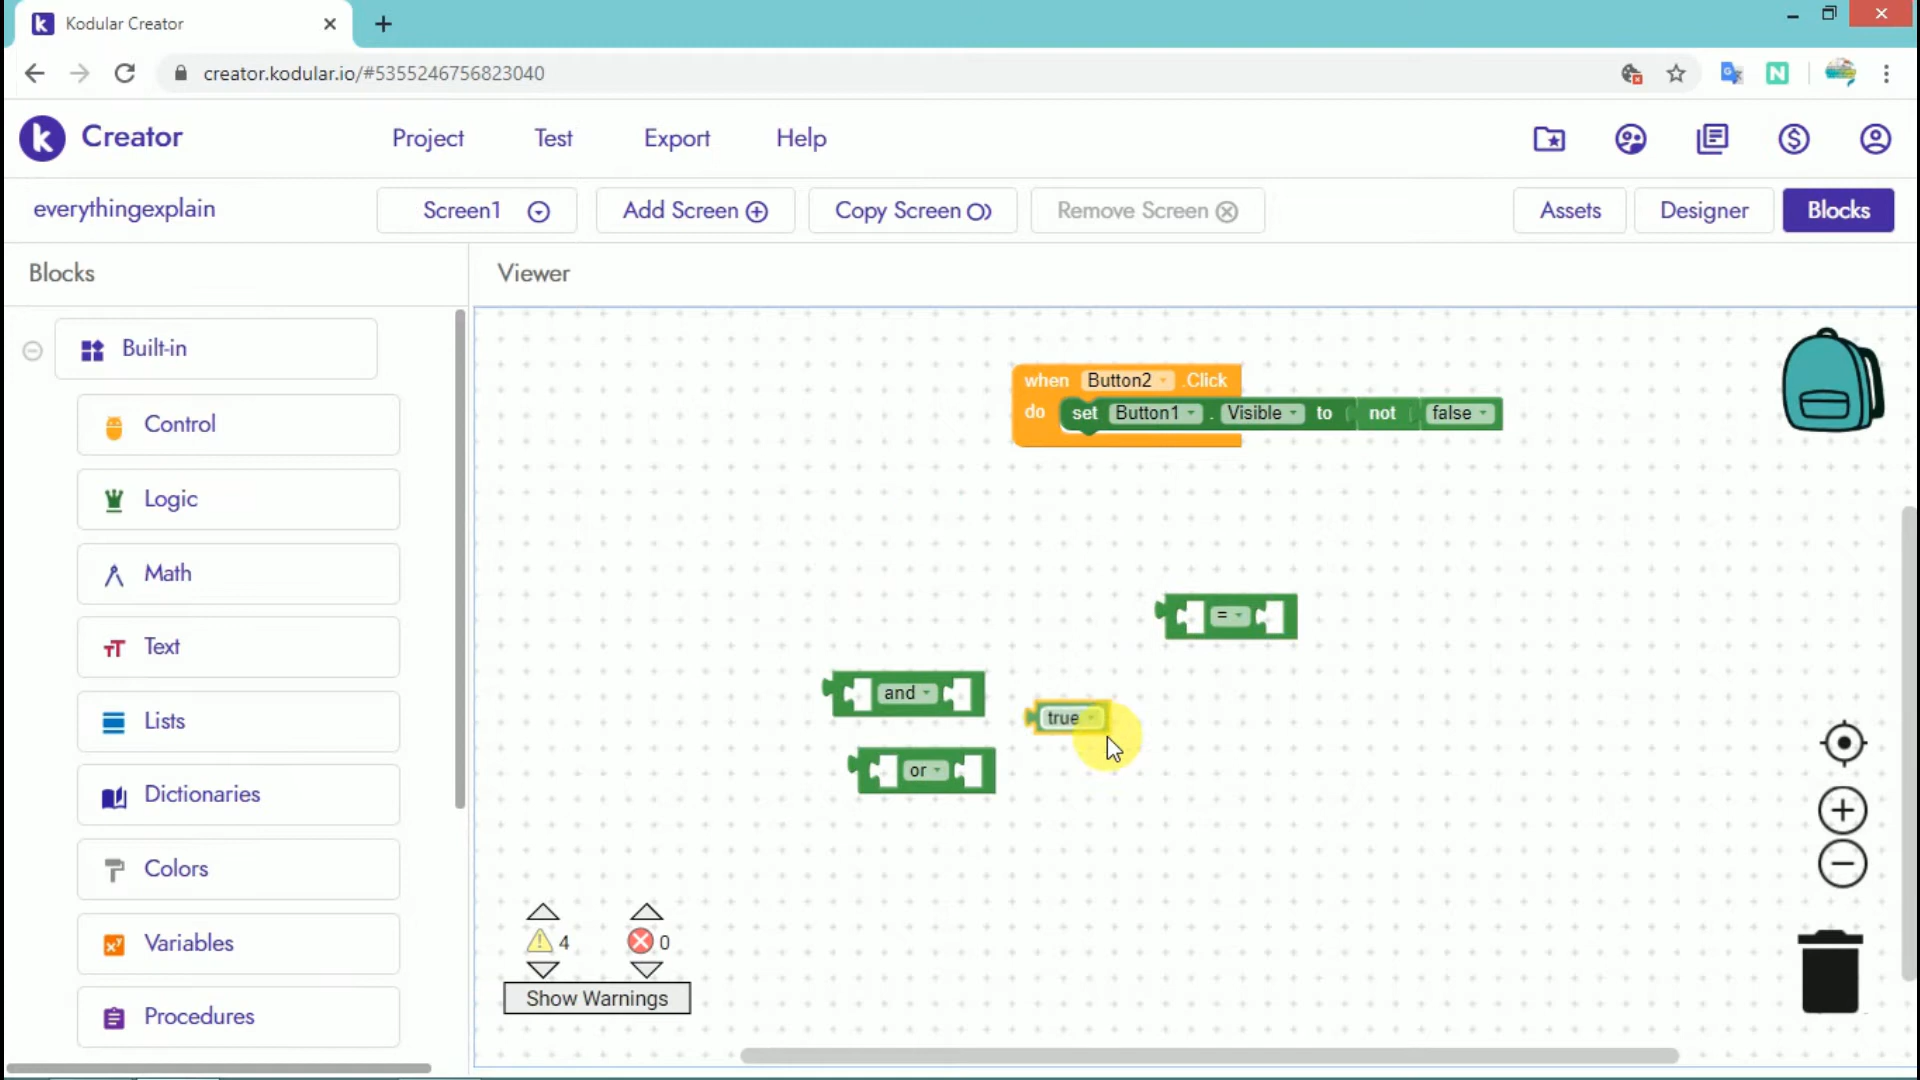 Kodular Creator
creator.kodular.io/#5355246756823040
Creator Project Test Export Help
everythingexplain Screen1 Add Screen Copy Screen Remove Screen Assets Designer Blocks
Blocks Viewer
Built-in
Control
Logic
Math
Text
Lists
Dictionaries
Colors
Variables
Procedures
when Button2 .Click
do set Button1 . Visible to not false
=
and
true
or
4 0
Show Warnings